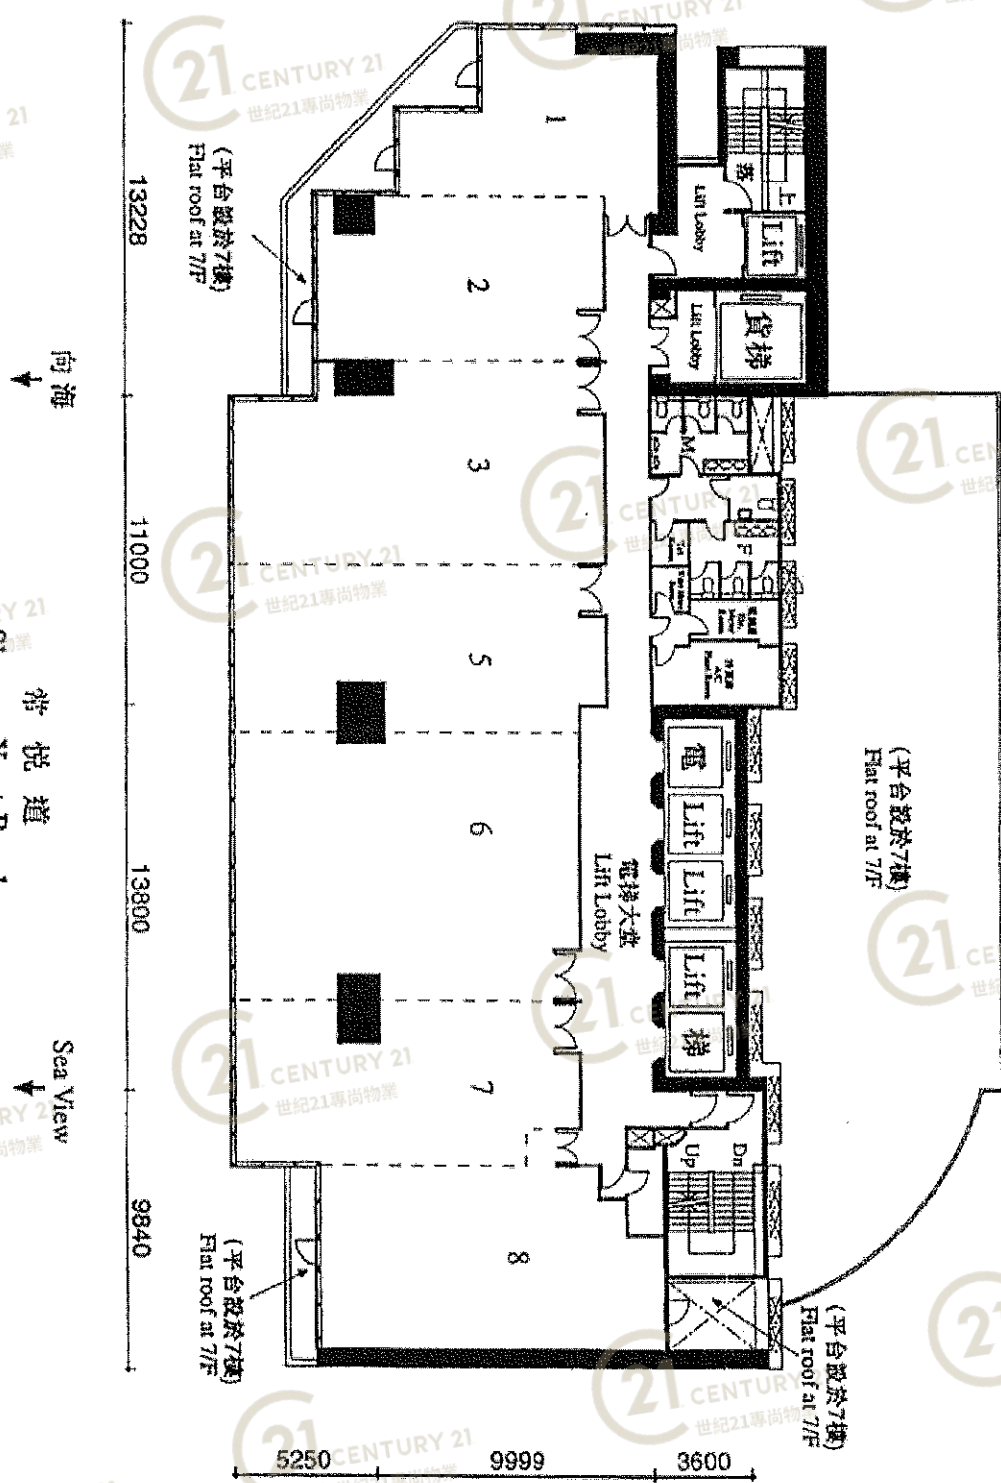 CENTURY 21
世紀21專尚物業
上
落
Lift Lobby
Lift
Lift Lobby
貨梯
1
2
3
5
6
7
8
M
F
(平台設於7樓)
Flat roof at 7/F
向海
(平台設於7樓)
Flat roof at 7/F
電
Lift
Lift
Lift
梯
電梯大堂
Lift Lobby
悅道
Sea View
Up
Dn
(平台設於7樓)
Flat roof at 7/F
(平台設於7樓)
Flat roof at 7/F
13228
11000
13800
9840
5250
9999
3600